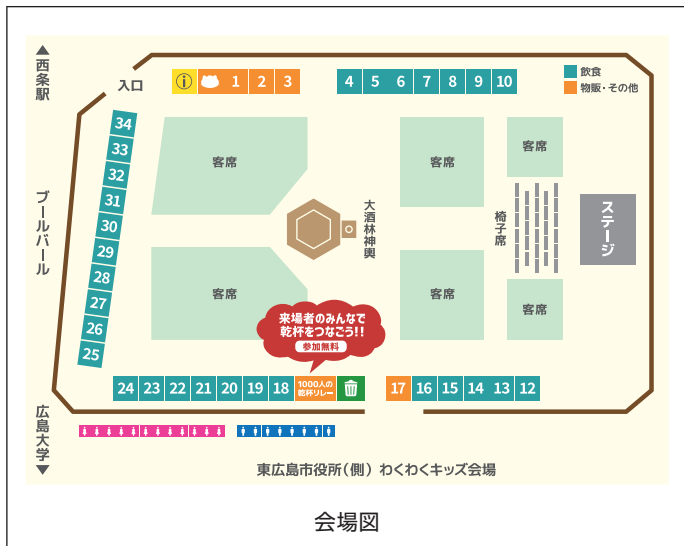 ▲西条駅
入口
i
1 2 3
4 5 6 7 8 9 10
飲食
物販・その他
34
33
32
31
30
29
28
27
26
25
ブールバール
客席
客席
客席
客席
客席
客席
大酒林神輿
椅子席
ステージ
来場者のみんなで
乾杯をつなごう!!
参加無料
24 23 22 21 20 19 18
1000人の
乾杯リレー
17 16 15 14 13 12
広島大学▼
東広島市役所(側) わくわくキッズ会場
会場図